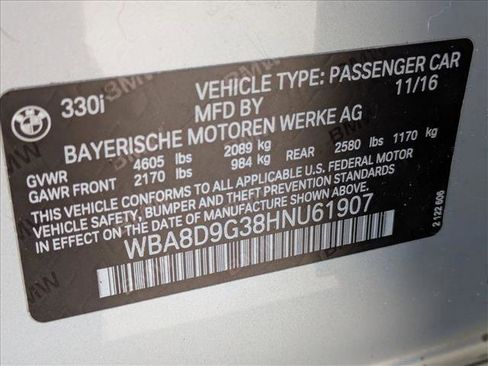 BMW
330i
VEHICLE TYPE: PASSENGER CAR
MFD BY 11/16
BAYERISCHE MOTOREN WERKE AG
GVWR 4605 lbs 2089 kg
GAWR FRONT 2170 lbs 984 kg REAR 2580 lbs 1170 kg
THIS VEHICLE CONFORMS TO ALL APPLICABLE U.S. FEDERAL MOTOR
VEHICLE SAFETY, BUMPER, AND THEFT PREVENTION STANDARDS
IN EFFECT ON THE DATE OF MANUFACTURE SHOWN ABOVE.
WBA8D9G38HNU61907
2 122 606